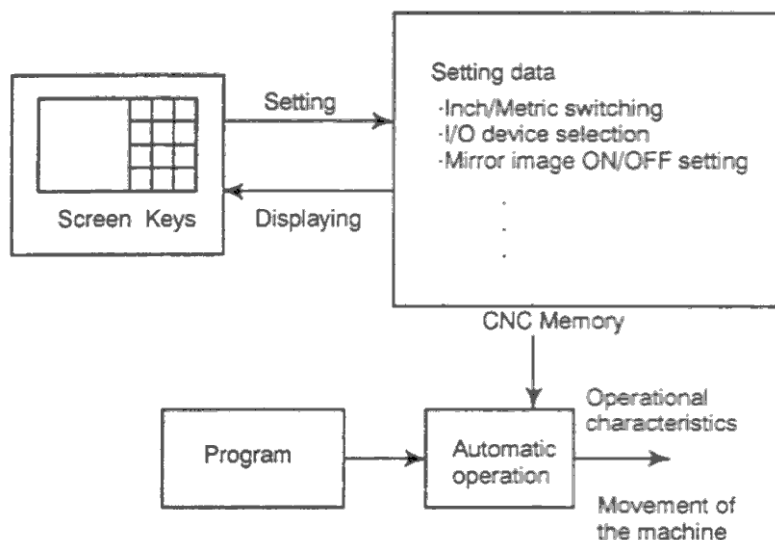 Setting data
·Inch/Metric switching
·I/O device selection
·Mirror image ON/OFF setting
.
.
.
Setting
Displaying
Screen Keys
CNC Memory
Program
Automatic
operation
Operational
characteristics
Movement of
the machine